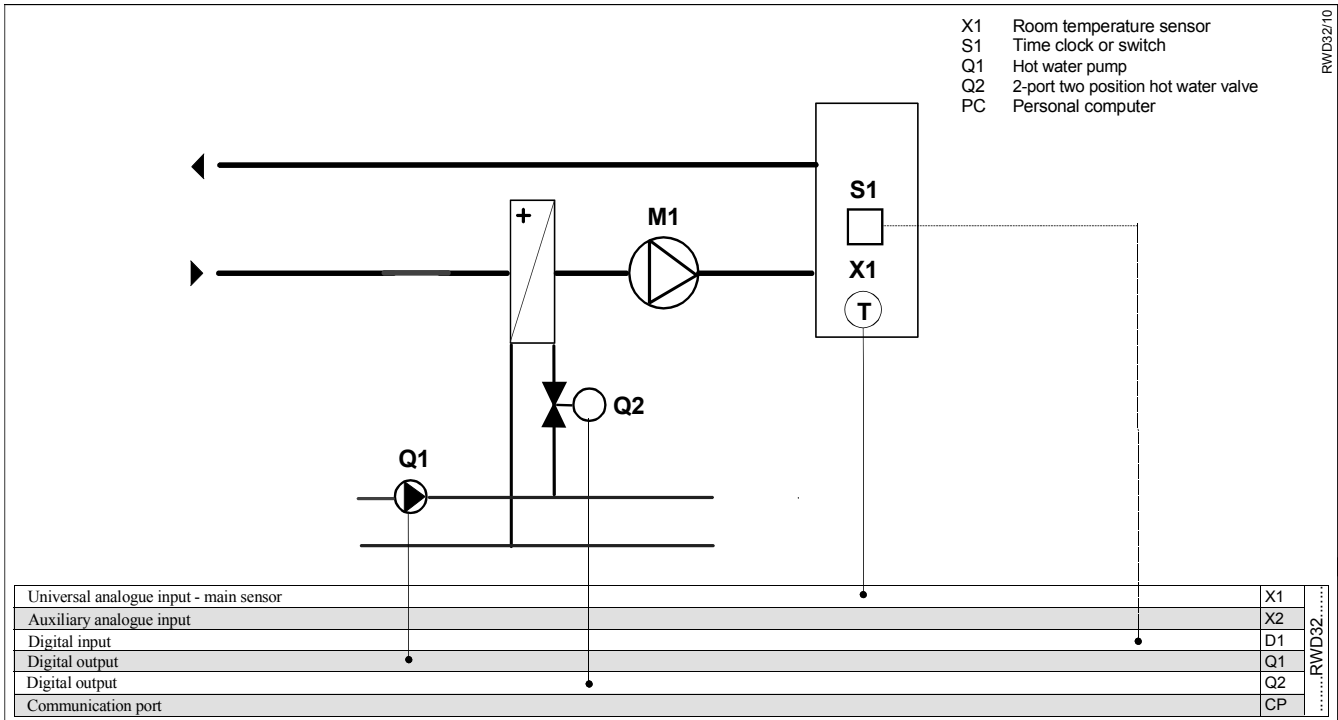 X1 Room temperature sensor
S1 Time clock or switch
Q1 Hot water pump
Q2 2-port two position hot water valve
PC Personal computer
RWD32/10
S1
+
M1
X1
T
Q2
Q1
Universal analogue input - main sensor X1
Auxiliary analogue input X2
Digital input D1
Digital output Q1
Digital output Q2
Communication port CP
........RWD32........